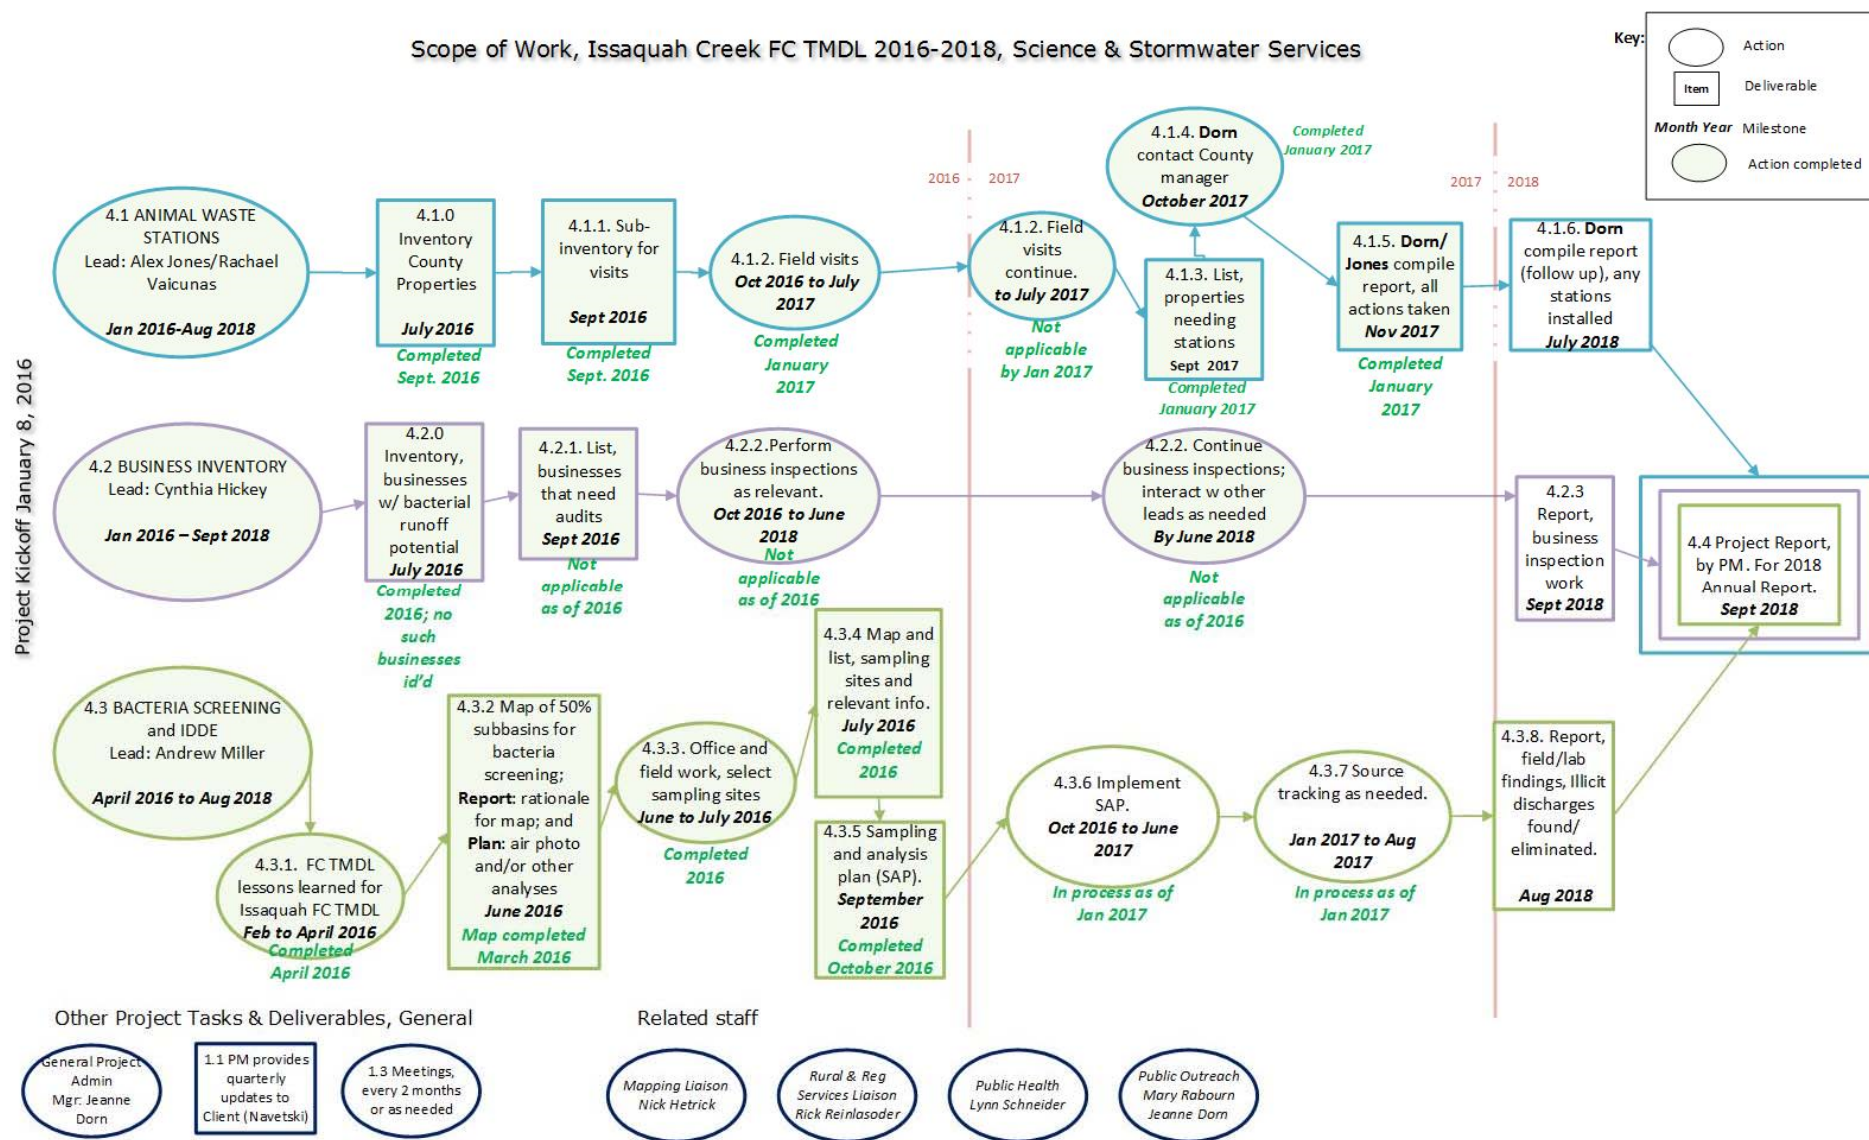 Scope of Work, Issaquah Creek FC TMDL 2016-2018, Science & Stormwater Services
Key:
Action
Item
Deliverable
Month Year
Milestone
Action completed
Project Kickoff January 8, 2016
2016
2017
2017
2018
4.1 ANIMAL WASTE
STATIONS
Lead: Alex Jones/Rachael
Vaicunas
Jan 2016-Aug 2018
4.1.0
Inventory
County
Properties
July 2016
Completed
Sept. 2016
4.1.1. Sub-
inventory for
visits
Sept 2016
Completed
Sept. 2016
4.1.2. Field visits
Oct 2016 to July
2017
Completed
January
2017
4.1.2. Field
visits
continue.
to July 2017
Not
applicable
by Jan 2017
4.1.3. List,
properties
needing
stations
Sept 2017
Completed
January 2017
4.1.4. Dorn
contact County
manager
October 2017
Completed
January 2017
4.1.5. Dorn/
Jones compile
report, all
actions taken
Nov 2017
Completed
January
2017
4.1.6. Dorn
compile report
(follow up), any
stations
installed
July 2018
4.2 BUSINESS INVENTORY
Lead: Cynthia Hickey
Jan 2016 – Sept 2018
4.2.0
Inventory,
businesses
w/ bacterial
runoff
potential
July 2016
Completed
2016; no
such
businesses
id'd
4.2.1. List,
businesses
that need
audits
Sept 2016
Not
applicable
as of 2016
4.2.2.Perform
business inspections
as relevant.
Oct 2016 to June
2018
Not
applicable
as of 2016
4.2.2. Continue
business inspections;
interact w other
leads as needed
By June 2018
Not
applicable
as of 2016
4.2.3
Report,
business
inspection
work
Sept 2018
4.4 Project Report,
by PM. For 2018
Annual Report.
Sept 2018
4.3 BACTERIA SCREENING
and IDDE
Lead: Andrew Miller
April 2016 to Aug 2018
4.3.1. FC TMDL
lessons learned for
Issaquah FC TMDL
Feb to April 2016
Completed
April 2016
4.3.2 Map of 50%
subbasins for
bacteria
screening;
Report: rationale
for map; and
Plan: air photo
and/or other
analyses
June 2016
Map completed
March 2016
4.3.3. Office and
field work, select
sampling sites
June to July 2016
Completed
2016
4.3.4 Map and
list, sampling
sites and
relevant info.
July 2016
Completed
2016
4.3.5 Sampling
and analysis
plan (SAP).
September
2016
Completed
October 2016
4.3.6 Implement
SAP.
Oct 2016 to June
2017
In process as of
Jan 2017
4.3.7 Source
tracking as needed.
Jan 2017 to Aug
2017
In process as of
Jan 2017
4.3.8. Report,
field/lab
findings, Illicit
discharges
found/
eliminated.
Aug 2018
Other Project Tasks & Deliverables, General
General Project
Admin
Mgr: Jeanne
Dorn
1.1 PM provides
quarterly
updates to
Client (Navetski)
1.3 Meetings,
every 2 months
or as needed
Related staff
Mapping Liaison
Nick Hetrick
Rural & Reg
Services Liaison
Rick Reinlasoder
Public Health
Lynn Schneider
Public Outreach
Mary Rabourn
Jeanne Dorn